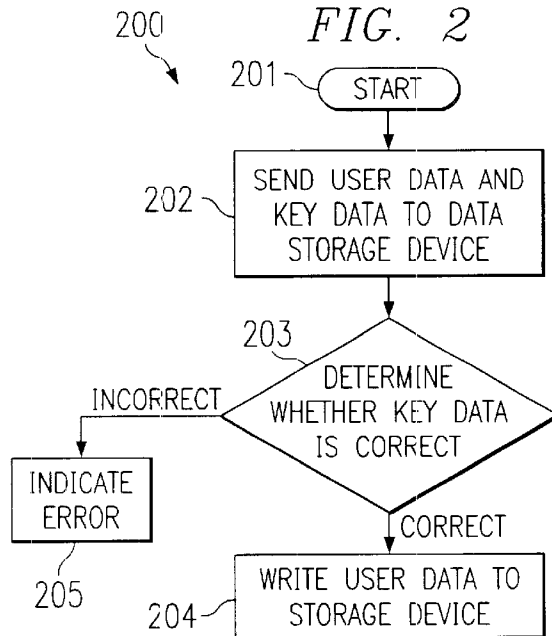 200
FIG. 2
201
START
202
SEND USER DATA AND
KEY DATA TO DATA
STORAGE DEVICE
203
DETERMINE
WHETHER KEY DATA
IS CORRECT
INCORRECT
INDICATE
ERROR
205
CORRECT
204
WRITE USER DATA TO
STORAGE DEVICE